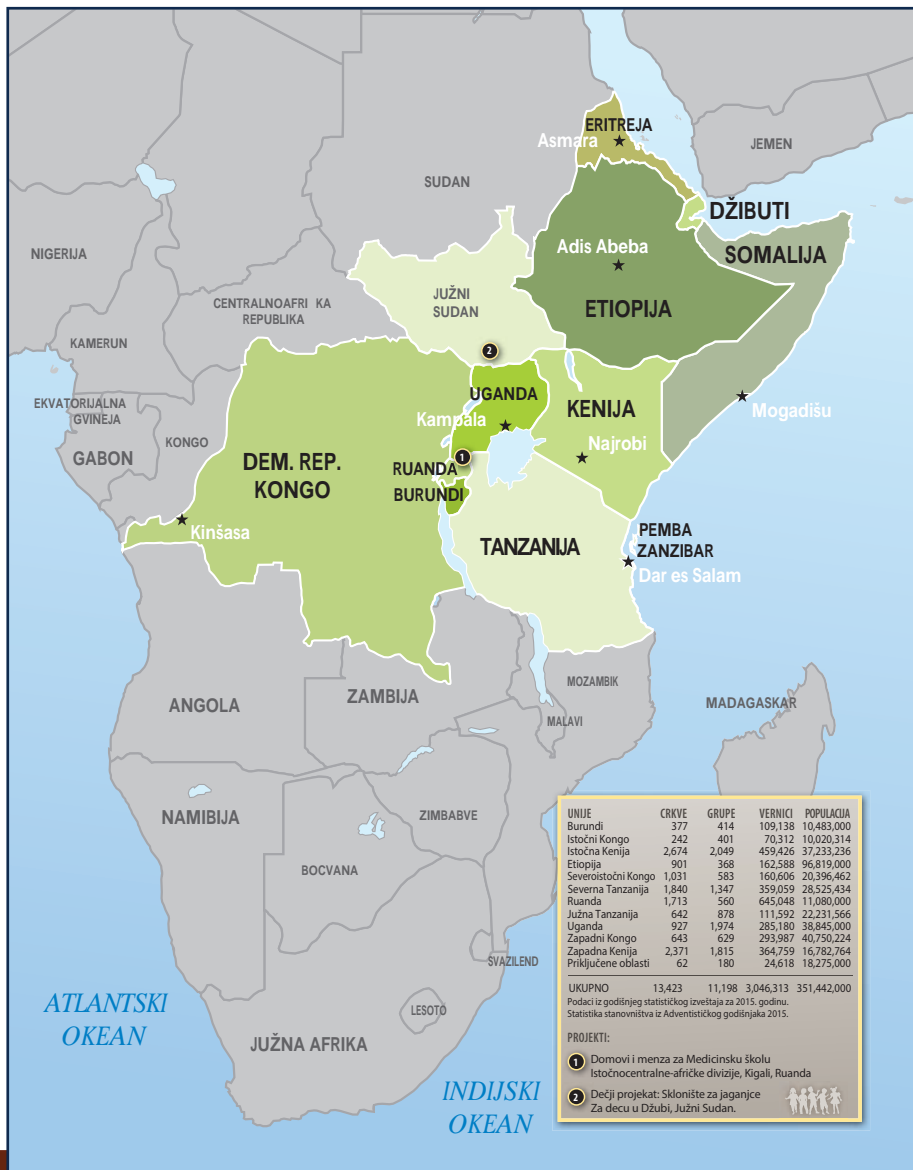 ERITREJA
Asmara
JEMEN
SUDAN
DŽIBUTI
NIGERIJA
Adis Abeba
SOMALIJA
JUŽNI
SUDAN
CENTRALNOAFRI KA
REPUBLIKA
ETIOPIJA
KAMERUN
2
UGANDA
EKVATORIJALNA
GVINEJA
KENIJA
Mogadišu
Kampala
KONGO
GABON
DEM. REP.
KONGO
1
Najrobi
RUANDA
BURUNDI
Kinšasa
TANZANIJA
PEMBA
ZANZIBAR
Dar es Salam
MOZAMBIK
ANGOLA
ZAMBIJA
MADAGASKAR
MALAVI
NAMIBIJA
ZIMBABVE
BOCVANA
SVAZILEND
ATLANTSKI
OKEAN
LESOTO
JUŽNA AFRIKA
INDIJSKI
OKEAN
UNIJE CRKVE GRUPE VERNICI POPULACIJA
Burundi 377 414 109,138 10,483,000
Istočni Kongo 242 401 70,312 10,020,314
Istočna Kenija 2,674 2,049 459,426 37,233,236
Etiopija 901 368 162,588 96,819,000
Severoistočni Kongo 1,031 583 160,606 20,396,462
Severna Tanzanija 1,840 1,347 359,059 28,525,434
Ruanda 1,713 560 645,048 11,080,000
Južna Tanzanija 642 878 111,592 22,231,566
Uganda 927 1,974 285,180 38,845,000
Zapadni Kongo 643 629 293,987 40,750,224
Zapadna Kenija 2,371 1,815 364,759 16,782,764
Priključene oblasti 62 180 24,618 18,275,000
UKUPNO 13,423 11,198 3,046,313 351,442,000
Podaci iz godišnjeg statističkog izveštaja za 2015. godinu.
Statistika stanovništva iz Adventističkog godišnjaka 2015.
PROJEKTI:
1 Domovi i menza za Medicinsku školu
Istočnocentralne-afričke divizije, Kigali, Ruanda
2 Dečji projekat: Sklonište za jaganjce
Za decu u Džubi, Južni Sudan.